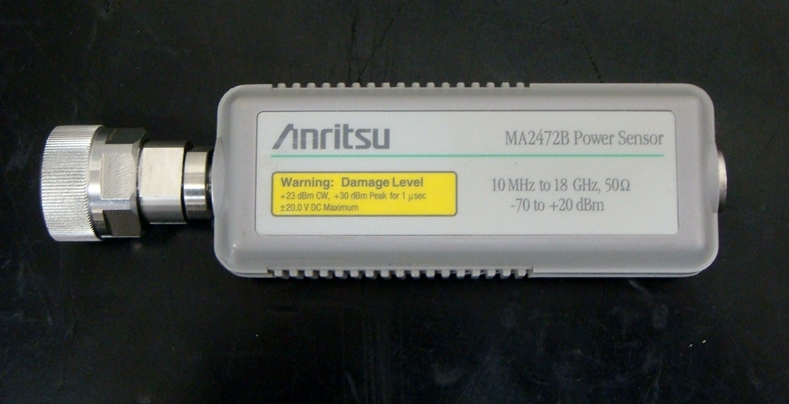 Anritsu
MA2472B Power Sensor
Warning: Damage Level
+23 dBm CW, +30 dBm Peak for 1 µsec
±20.0 V DC Maximum
10 MHz to 18 GHz, 50Ω
-70 to +20 dBm